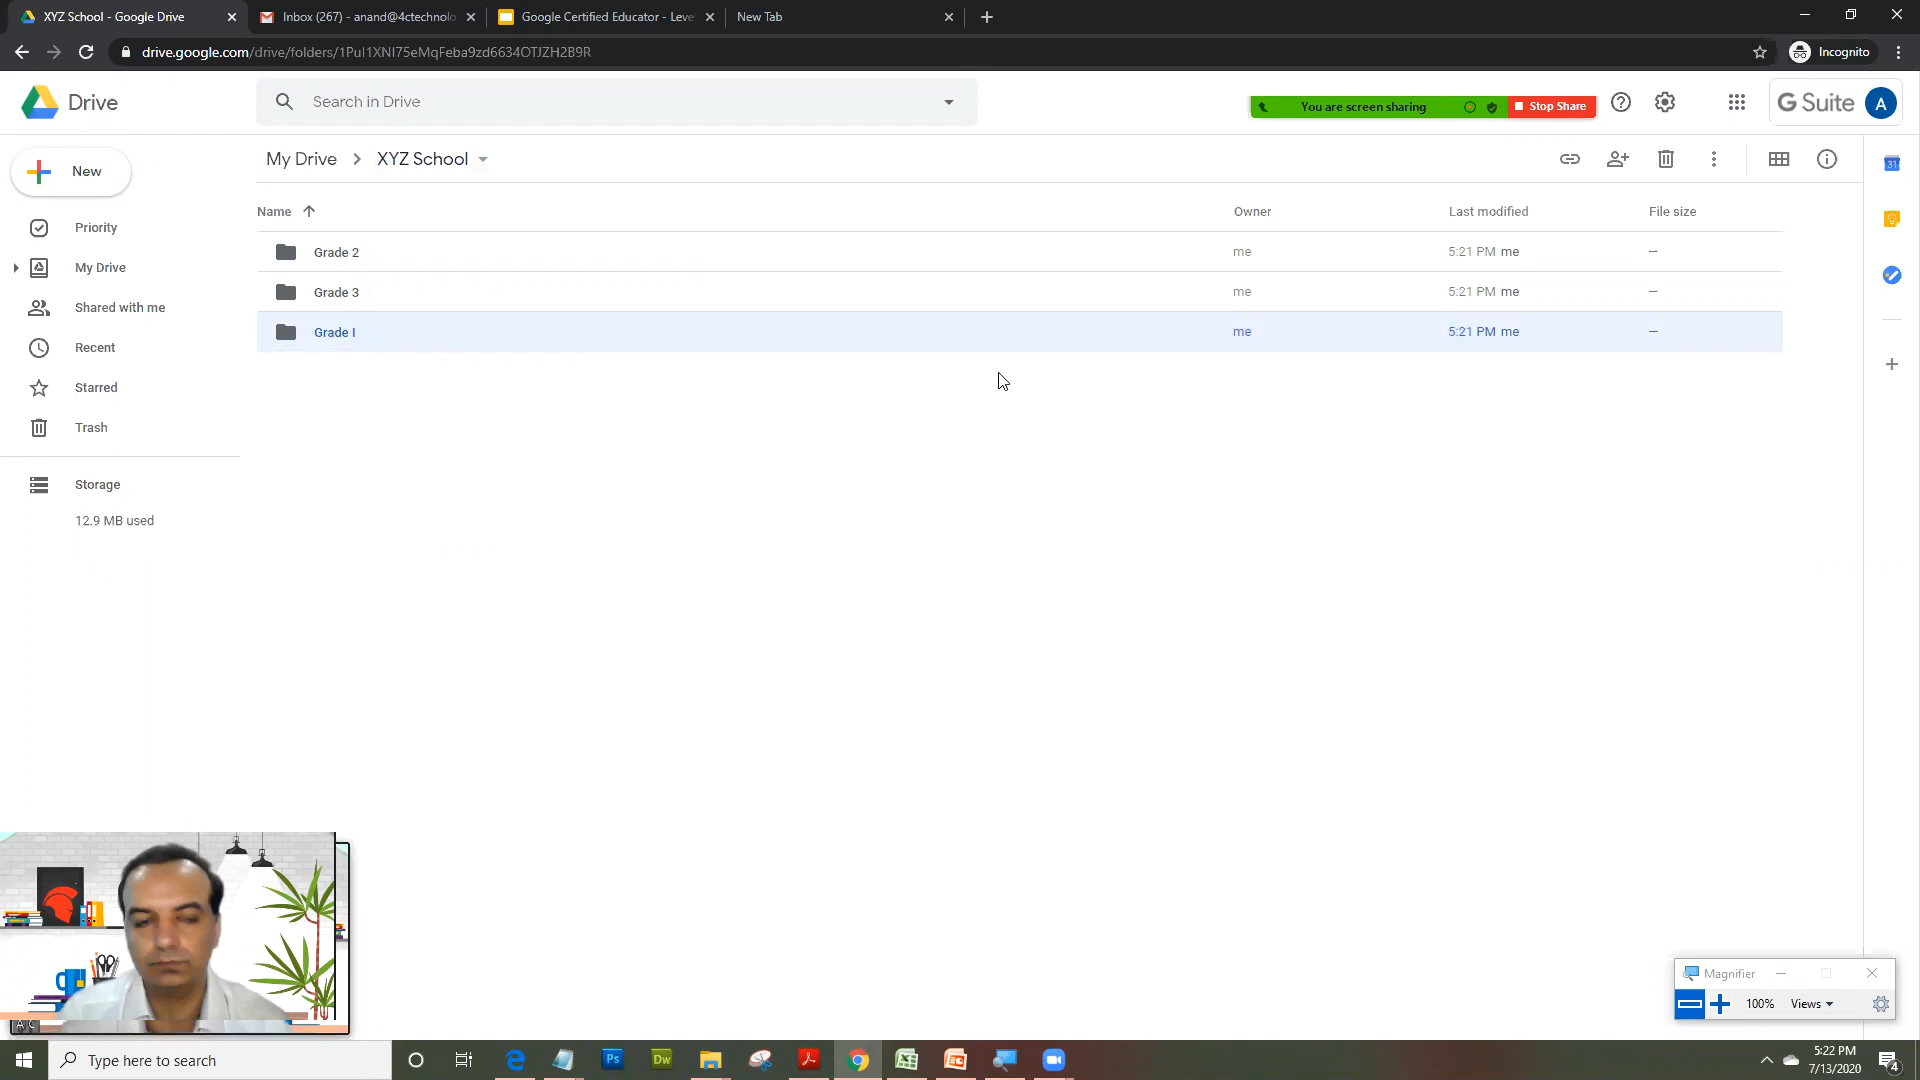 XYZ School - Google Drive
Inbox (267) - anand@4ctechnolo
Google Certified Educator - Leve
New Tab
drive.google.com/drive/folders/1Pul1XNI75eMqFeba9zd6634OTJZH2B9R
Incognito
Drive
Search in Drive
You are screen sharing
Stop Share
G Suite
A
New
My Drive
XYZ School
31
Name
Owner
Last modified
File size
Priority
Grade 2
me
5:21 PM me
–
My Drive
Grade 3
me
5:21 PM me
–
Shared with me
Grade I
me
5:21 PM me
–
Recent
Starred
Trash
Storage
12.9 MB used
Magnifier
100%
Views
A C
Type here to search
Ps
Dw
5:22 PM
7/13/2020
4